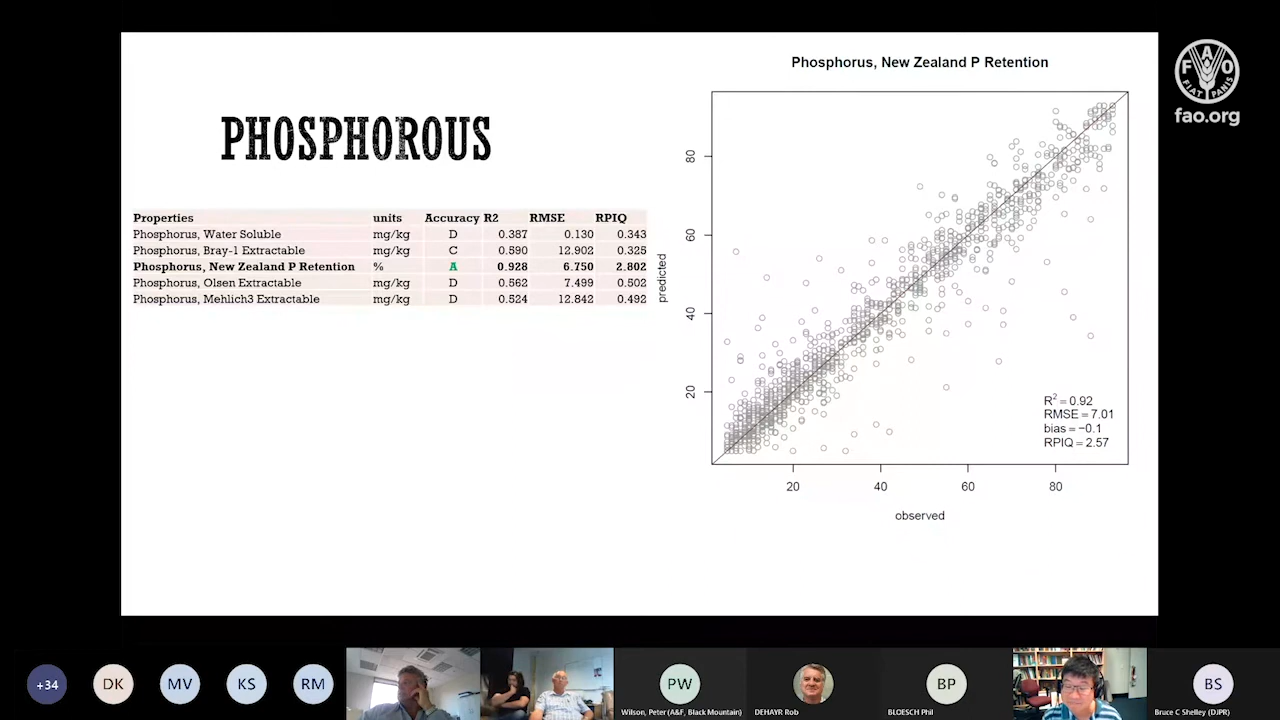 PHOSPHOROUS
Properties units Accuracy R2 RMSE RPIQ
Phosphorus, Water Soluble mg/kg D 0.387 0.130 0.343
Phosphorus, Bray-1 Extractable mg/kg C 0.590 12.902 0.325
Phosphorus, New Zealand P Retention % A 0.928 6.750 2.802
Phosphorus, Olsen Extractable mg/kg D 0.562 7.499 0.502
Phosphorus, Mehlich3 Extractable mg/kg D 0.524 12.842 0.492
Phosphorus, New Zealand P Retention
predicted
80
60
40
20
R² = 0.92
RMSE = 7.01
bias = −0.1
RPIQ = 2.57
20 40 60 80
observed
F A O
FIAT PANIS
fao.org
+34 DK MV KS RM PW BP BS
Wilson, Peter (A&F, Black Mountain) DEHAYR Rob BLOESCH Phil Bruce C Shelley (DJPR)